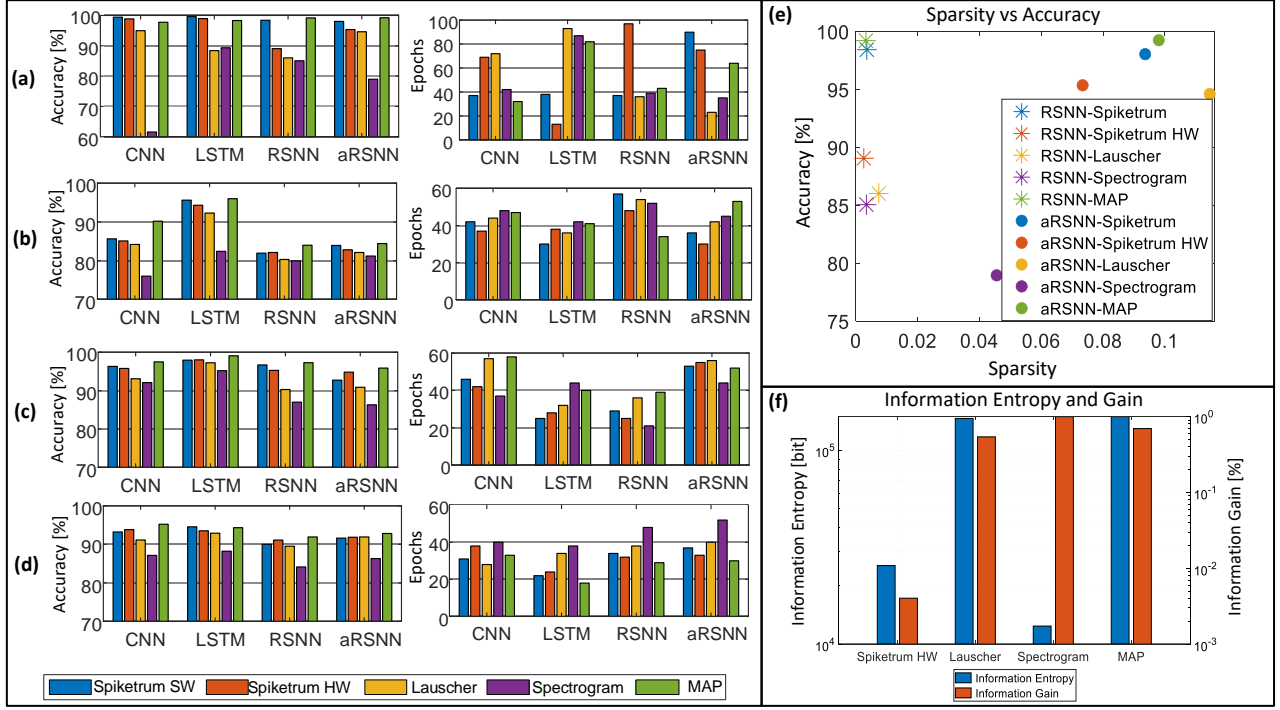 (a)
Accuracy [%]
100
90
80
70
60
CNN LSTM RSNN aRSNN
Epochs
100
80
60
40
20
0
CNN LSTM RSNN aRSNN
(b)
Accuracy [%]
100
90
80
70
CNN LSTM RSNN aRSNN
Epochs
60
40
20
0
CNN LSTM RSNN aRSNN
(c)
Accuracy [%]
100
90
80
70
CNN LSTM RSNN aRSNN
Epochs
60
40
20
0
CNN LSTM RSNN aRSNN
(d)
Accuracy [%]
100
90
80
70
CNN LSTM RSNN aRSNN
Epochs
60
40
20
0
CNN LSTM RSNN aRSNN
Spiketrum SW Spiketrum HW Lauscher Spectrogram MAP
(e)
Sparsity vs Accuracy
Accuracy [%]
100
95
90
85
80
75
0 0.02 0.04 0.06 0.08 0.1
Sparsity
RSNN-Spiketrum
RSNN-Spiketrum HW
RSNN-Lauscher
RSNN-Spectrogram
RSNN-MAP
aRSNN-Spiketrum
aRSNN-Spiketrum HW
aRSNN-Lauscher
aRSNN-Spectrogram
aRSNN-MAP
(f)
Information Entropy and Gain
Information Entropy [bit]
10⁵
10⁴
Information Gain [%]
10⁰
10⁻¹
10⁻²
10⁻³
Spiketrum HW Lauscher Spectrogram MAP
Information Entropy
Information Gain